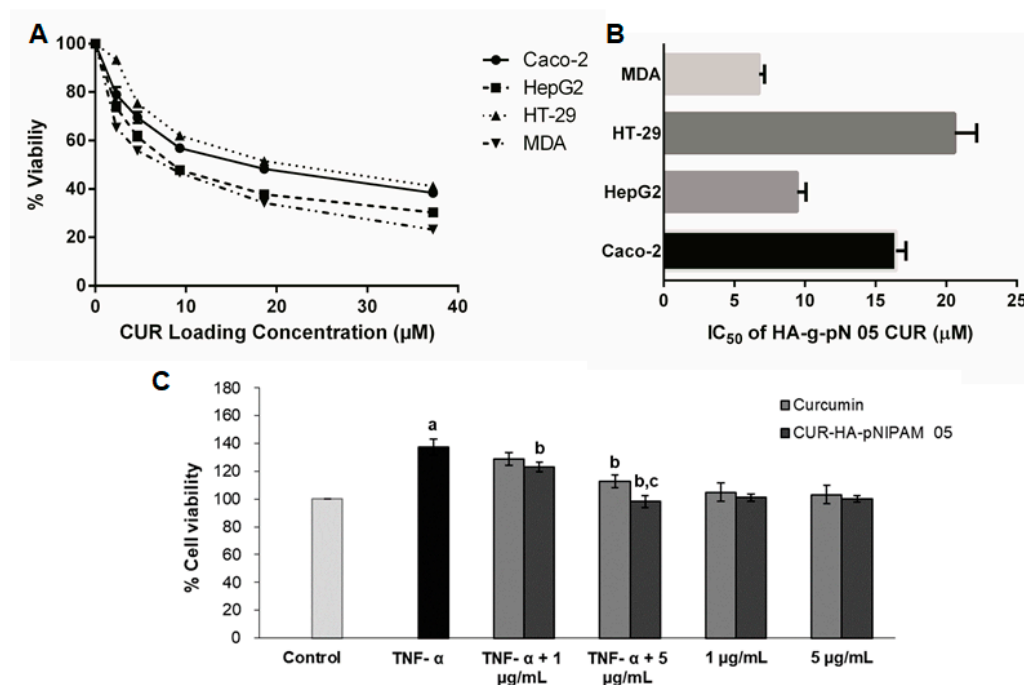 A
% Viabiliy
100
80
60
40
20
0
0 10 20 30 40
CUR Loading Concentration (µM)
Caco-2
HepG2
HT-29
MDA
B
MDA
HT-29
HepG2
Caco-2
0 5 10 15 20 25
IC50 of HA-g-pN 05 CUR (µM)
C
% Cell viability
180
160
140
120
100
80
60
40
20
0
a
b
b
b,c
Curcumin
CUR-HA-pNIPAM 05
Control TNF- α TNF- α + 1 TNF- α + 5 1 µg/mL 5 µg/mL
µg/mL µg/mL